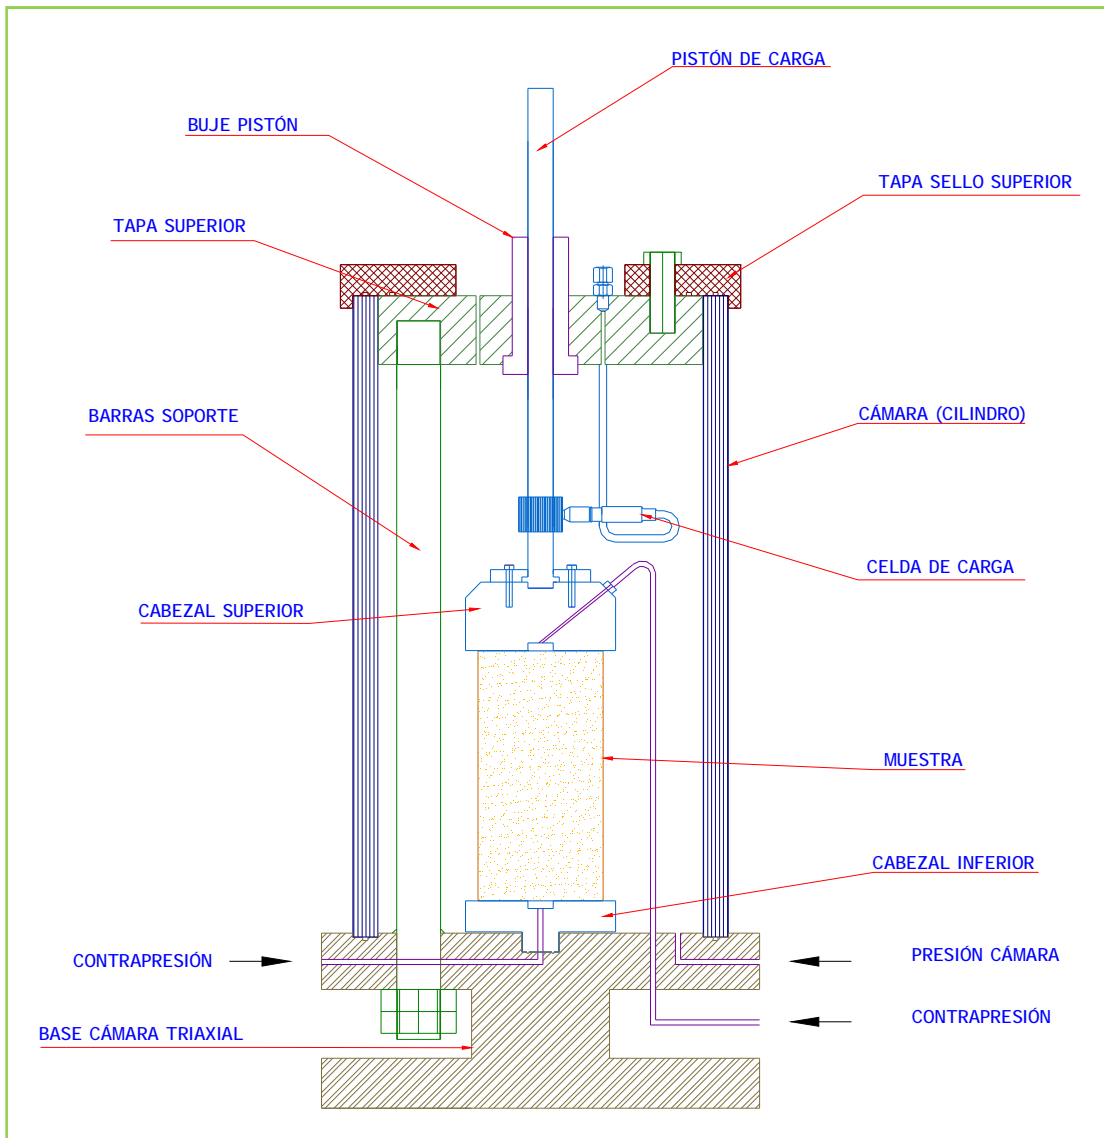 PISTÓN DE CARGA
BUJE PISTÓN
TAPA SELLO SUPERIOR
TAPA SUPERIOR
BARRAS SOPORTE
CÁMARA (CILINDRO)
CELDA DE CARGA
CABEZAL SUPERIOR
MUESTRA
CABEZAL INFERIOR
CONTRAPRESIÓN
PRESIÓN CÁMARA
CONTRAPRESIÓN
BASE CÁMARA TRIAXIAL